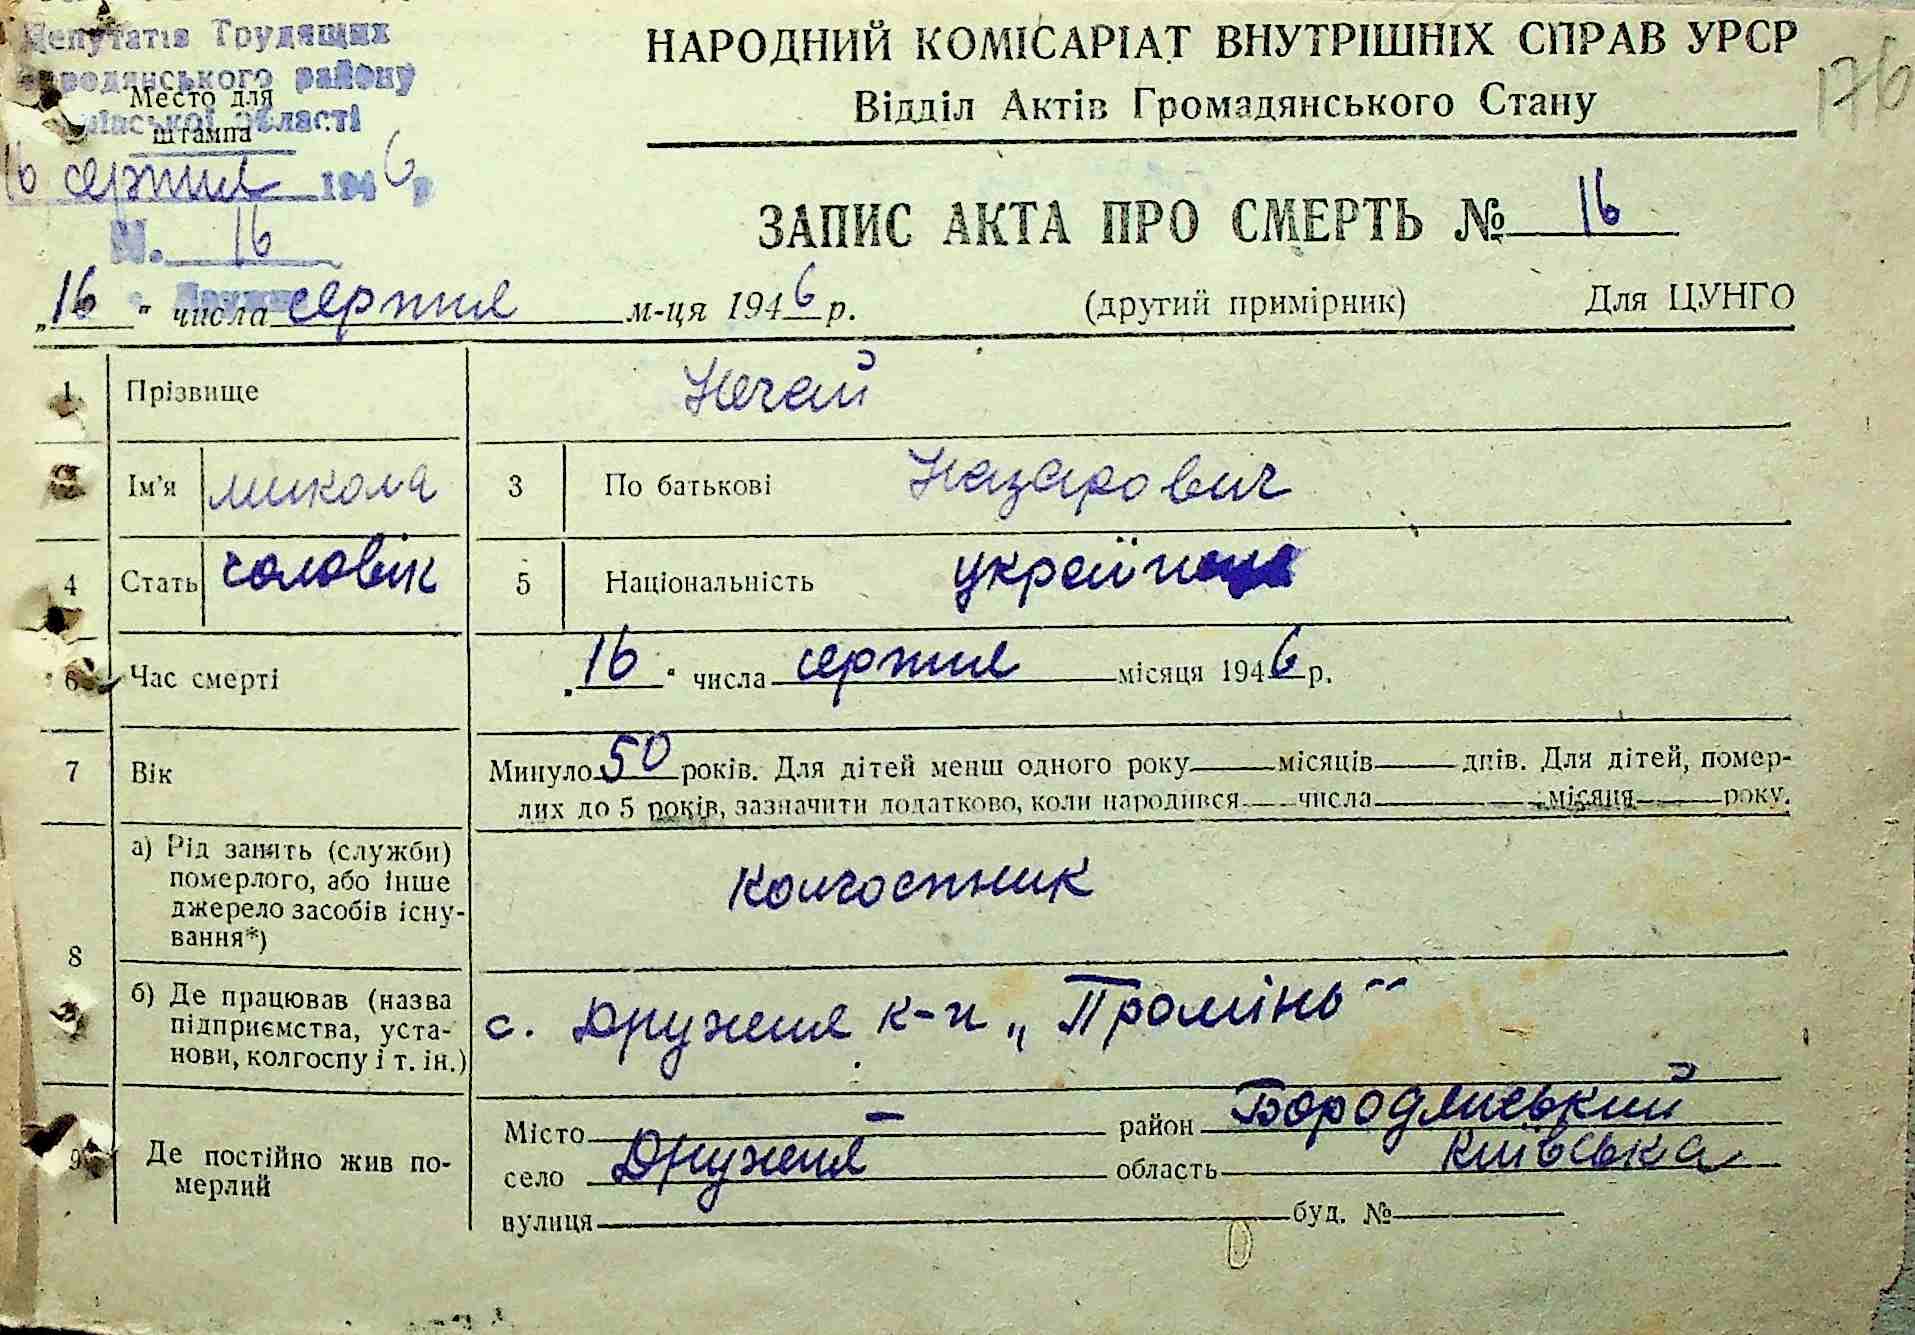 Депутатів Трудящих
НАРОДНИЙ КОМІСАРІАТ ВНУТРІШНІХ СПРАВ УРСР
176
району
Место для
Відділ Актів Громадянського Стану
області
штампа
16 серпня 1946 р
ЗАПИС АКТА ПРО СМЕРТЬ № 16
№. 16
„16" числа серпня м-ця 1946 р. (другий примірник) Для ЦУНГО
1 Прізвище Нечай
Ім'я микола 3 По батькові Назарович
4 Стать чоловік 5 Національність
6 Час смерті „16" числа серпня місяця 1946 р.
7 Вік Минуло 50 років. Для дітей менш одного року — місяців — днів. Для дітей, помер-
лих до 5 років, зазначити додатково, коли народився — числа — місяця — року.
8 а) Рід занять (служби)
померлого, або інше
джерело засобів існу-
вання*)
колгоспник
б) Де працював (назва
підприємства, уста-
нови, колгоспу і т. ін.)
с. Дружня к-п „Промінь"
9 Де постійно жив по-
мерлий
Місто — район Бородянський
село Дружня область київська
вулиця буд. №